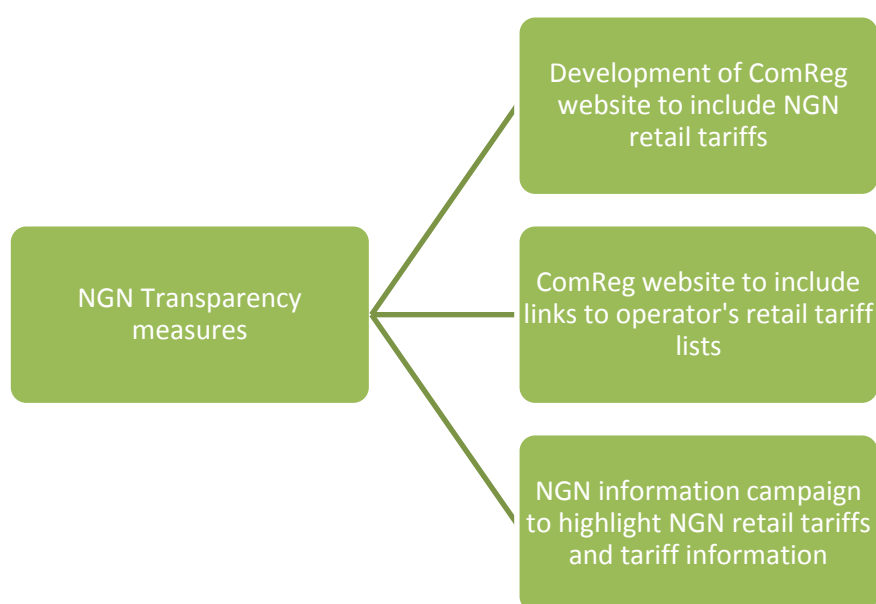 NGN Transparency
measures
Development of ComReg
website to include NGN
retail tariffs
ComReg website to include
links to operator's retail tariff
lists
NGN information campaign
to highlight NGN retail tariffs
and tariff information